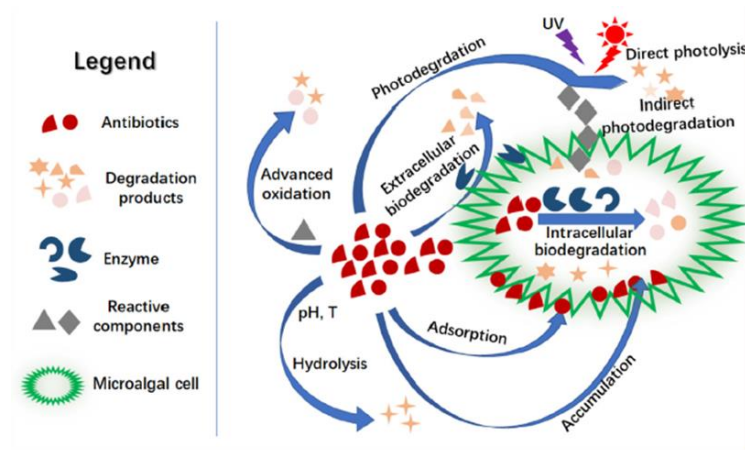 Legend
Antibiotics
Degradation
products
Enzyme
Reactive
components
Microalgal cell
UV
Direct photolysis
Photodegrdation
Indirect
photodegradation
Extracellular
biodegradation
Advanced
oxidation
Intracellular
biodegradation
pH, T
Hydrolysis
Adsorption
Accumulation